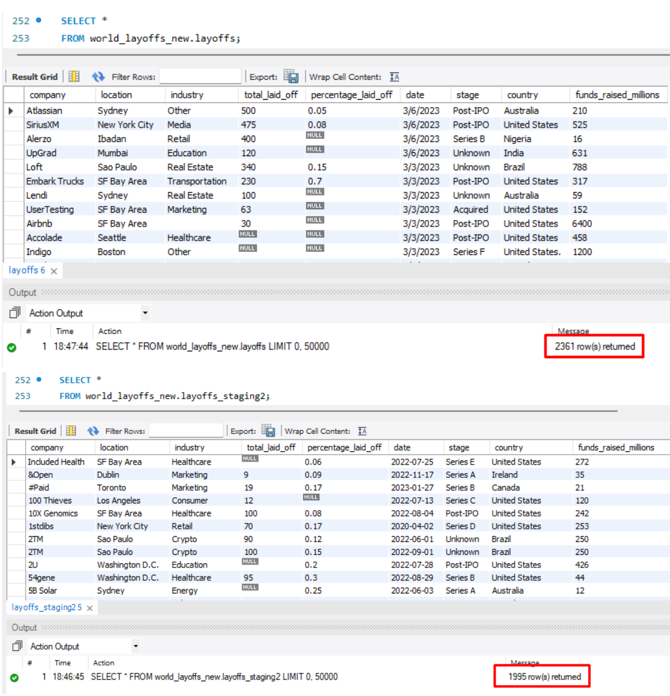 252 SELECT *
253 FROM world_layoffs_new.layoffs;
Result Grid Filter Rows: Export: Wrap Cell Content:
company location industry total_laid_off percentage_laid_off date stage country funds_raised_millions
Atlassian Sydney Other 500 0.05 3/6/2023 Post-IPO Australia 210
SiriusXM New York City Media 475 0.08 3/6/2023 Post-IPO United States 525
Alerzo Ibadan Retail 400 NULL 3/6/2023 Series B Nigeria 16
UpGrad Mumbai Education 120 NULL 3/6/2023 Unknown India 631
Loft Sao Paulo Real Estate 340 0.15 3/3/2023 Unknown Brazil 788
Embark Trucks SF Bay Area Transportation 230 0.7 3/3/2023 Post-IPO United States 317
Lendi Sydney Real Estate 100 NULL 3/3/2023 Unknown Australia 59
UserTesting SF Bay Area Marketing 63 NULL 3/3/2023 Acquired United States 152
Airbnb SF Bay Area 30 NULL 3/3/2023 Post-IPO United States 6400
Accolade Seattle Healthcare NULL NULL 3/3/2023 Post-IPO United States 458
Indigo Boston Other NULL NULL 3/3/2023 Series F United States. 1200
layoffs 6
Output
Action Output
# Time Action Message
1 18:47:44 SELECT * FROM world_layoffs_new.layoffs LIMIT 0, 50000 2361 row(s) returned
252 SELECT *
253 FROM world_layoffs_new.layoffs_staging2;
Result Grid Filter Rows: Export: Wrap Cell Content:
company location industry total_laid_off percentage_laid_off date stage country funds_raised_millions
Included Health SF Bay Area Healthcare NULL 0.06 2022-07-25 Series E United States 272
&Open Dublin Marketing 9 0.09 2022-11-17 Series A Ireland 35
#Paid Toronto Marketing 19 0.17 2023-01-27 Series B Canada 21
100 Thieves Los Angeles Consumer 12 NULL 2022-07-13 Series C United States 120
10X Genomics SF Bay Area Healthcare 100 0.08 2022-08-04 Post-IPO United States 242
1stdibs New York City Retail 70 0.17 2020-04-02 Series D United States 253
2TM Sao Paulo Crypto 90 0.12 2022-06-01 Unknown Brazil 250
2TM Sao Paulo Crypto 100 0.15 2022-09-01 Unknown Brazil 250
2U Washington D.C. Education NULL 0.2 2022-07-28 Post-IPO United States 426
54gene Washington D.C. Healthcare 95 0.3 2022-08-29 Series B United States 44
5B Solar Sydney Energy NULL 0.25 2022-06-03 Series A Australia 12
layoffs_staging2 5
Output
Action Output
# Time Action Message
1 18:46:45 SELECT * FROM world_layoffs_new.layoffs_staging2 LIMIT 0, 50000 1995 row(s) returned